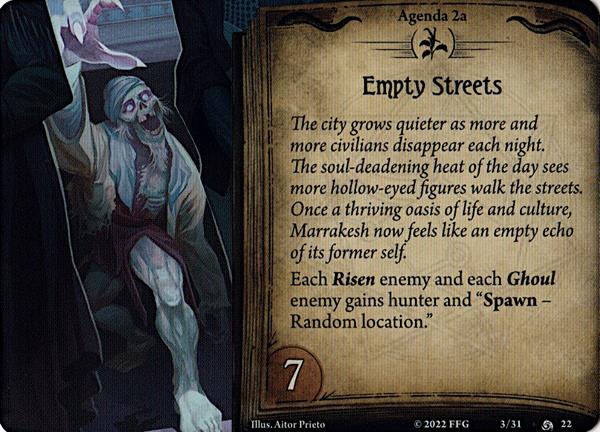 Agenda 2a
Empty Streets
The city grows quieter as more and
more civilians disappear each night.
The soul-deadening heat of the day sees
more hollow-eyed figures walk the streets.
Once a thriving oasis of life and culture,
Marrakesh now feels like an empty echo
of its former self.
Each Risen enemy and each Ghoul
enemy gains hunter and “Spawn –
Random location.”
7
Illus. Aitor Prieto © 2022 FFG 3/31 22